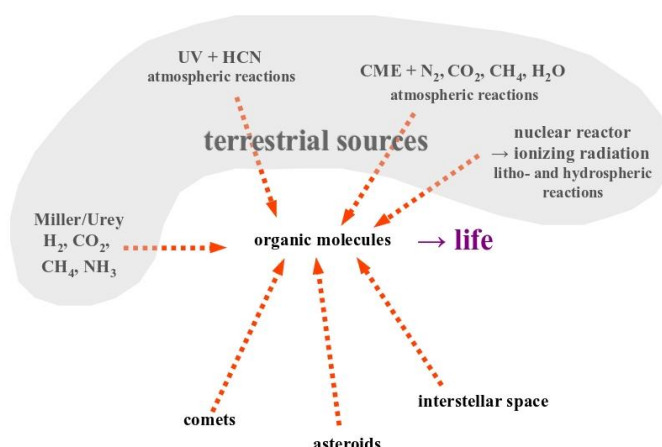 UV + HCN
atmospheric reactions
CME + N₂, CO₂, CH₄, H₂O
atmospheric reactions
terrestrial sources
nuclear reactor
→ ionizing radiation
litho- and hydrospheric
reactions
Miller/Urey
H₂, CO₂,
CH₄, NH₃
organic molecules → life
comets
asteroids
interstellar space